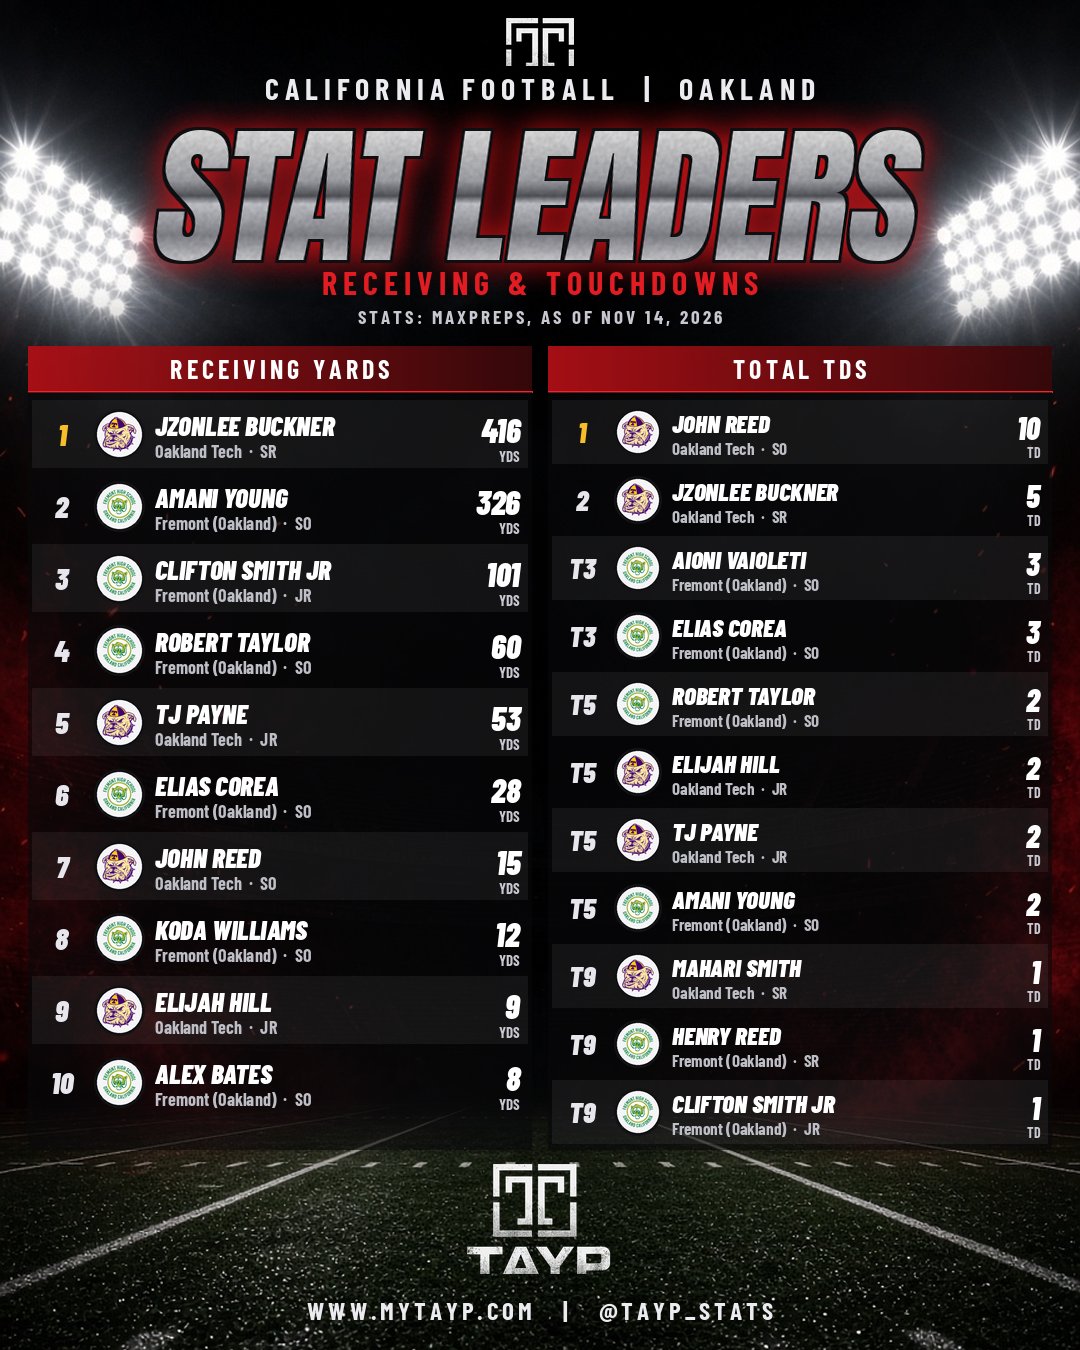 CALIFORNIA FOOTBALL | OAKLAND
STAT LEADERS
RECEIVING & TOUCHDOWNS
STATS: MAXPREPS, AS OF NOV 14, 2026
RECEIVING YARDS
1 JZONLEE BUCKNER 416
Oakland Tech · SR YDS
2 AMANI YOUNG 326
Fremont (Oakland) · SO YDS
3 CLIFTON SMITH JR 101
Fremont (Oakland) · JR YDS
4 ROBERT TAYLOR 60
Fremont (Oakland) · SO YDS
5 TJ PAYNE 53
Oakland Tech · JR YDS
6 ELIAS COREA 28
Fremont (Oakland) · SO YDS
7 JOHN REED 15
Oakland Tech · SO YDS
8 KODA WILLIAMS 12
Fremont (Oakland) · SO YDS
9 ELIJAH HILL 9
Oakland Tech · JR YDS
10 ALEX BATES 8
Fremont (Oakland) · SO YDS
TOTAL TDS
1 JOHN REED 10
Oakland Tech · SO TD
2 JZONLEE BUCKNER 5
Oakland Tech · SR TD
T3 AIONI VAIOLETI 3
Fremont (Oakland) · SO TD
T3 ELIAS COREA 3
Fremont (Oakland) · SO TD
T5 ROBERT TAYLOR 2
Fremont (Oakland) · SO TD
T5 ELIJAH HILL 2
Oakland Tech · JR TD
T5 TJ PAYNE 2
Oakland Tech · JR TD
T5 AMANI YOUNG 2
Fremont (Oakland) · SO TD
T9 MAHARI SMITH 1
Oakland Tech · SR TD
T9 HENRY REED 1
Fremont (Oakland) · SR TD
T9 CLIFTON SMITH JR 1
Fremont (Oakland) · JR TD
TAYP
WWW.MYTAYP.COM | @TAYP_STATS